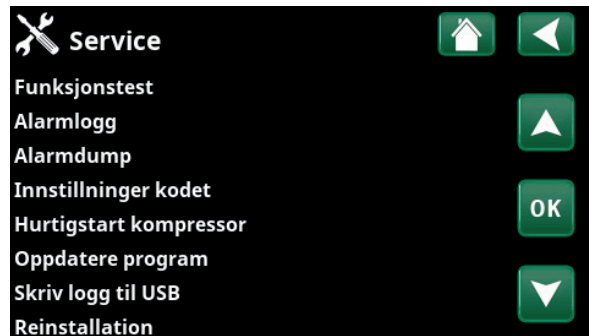 Service
Funksjonstest
Alarmlogg
Alarmdump
Innstillninger kodet
Hurtigstart kompressor
OK
Oppdatere program
Skriv logg til USB
Reinstallation